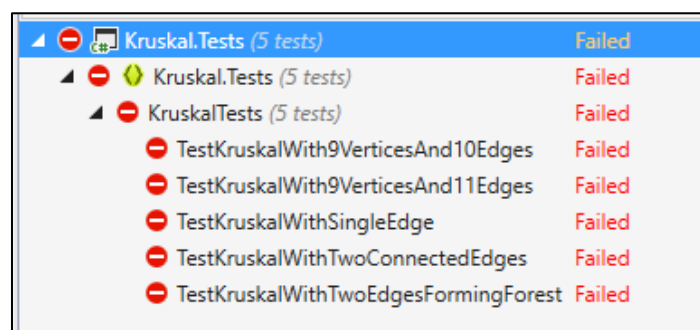 Kruskal.Tests (5 tests) Failed
Kruskal.Tests (5 tests) Failed
KruskalTests (5 tests) Failed
TestKruskalWith9VerticesAnd10Edges Failed
TestKruskalWith9VerticesAnd11Edges Failed
TestKruskalWithSingleEdge Failed
TestKruskalWithTwoConnectedEdges Failed
TestKruskalWithTwoEdgesFormingForest Failed